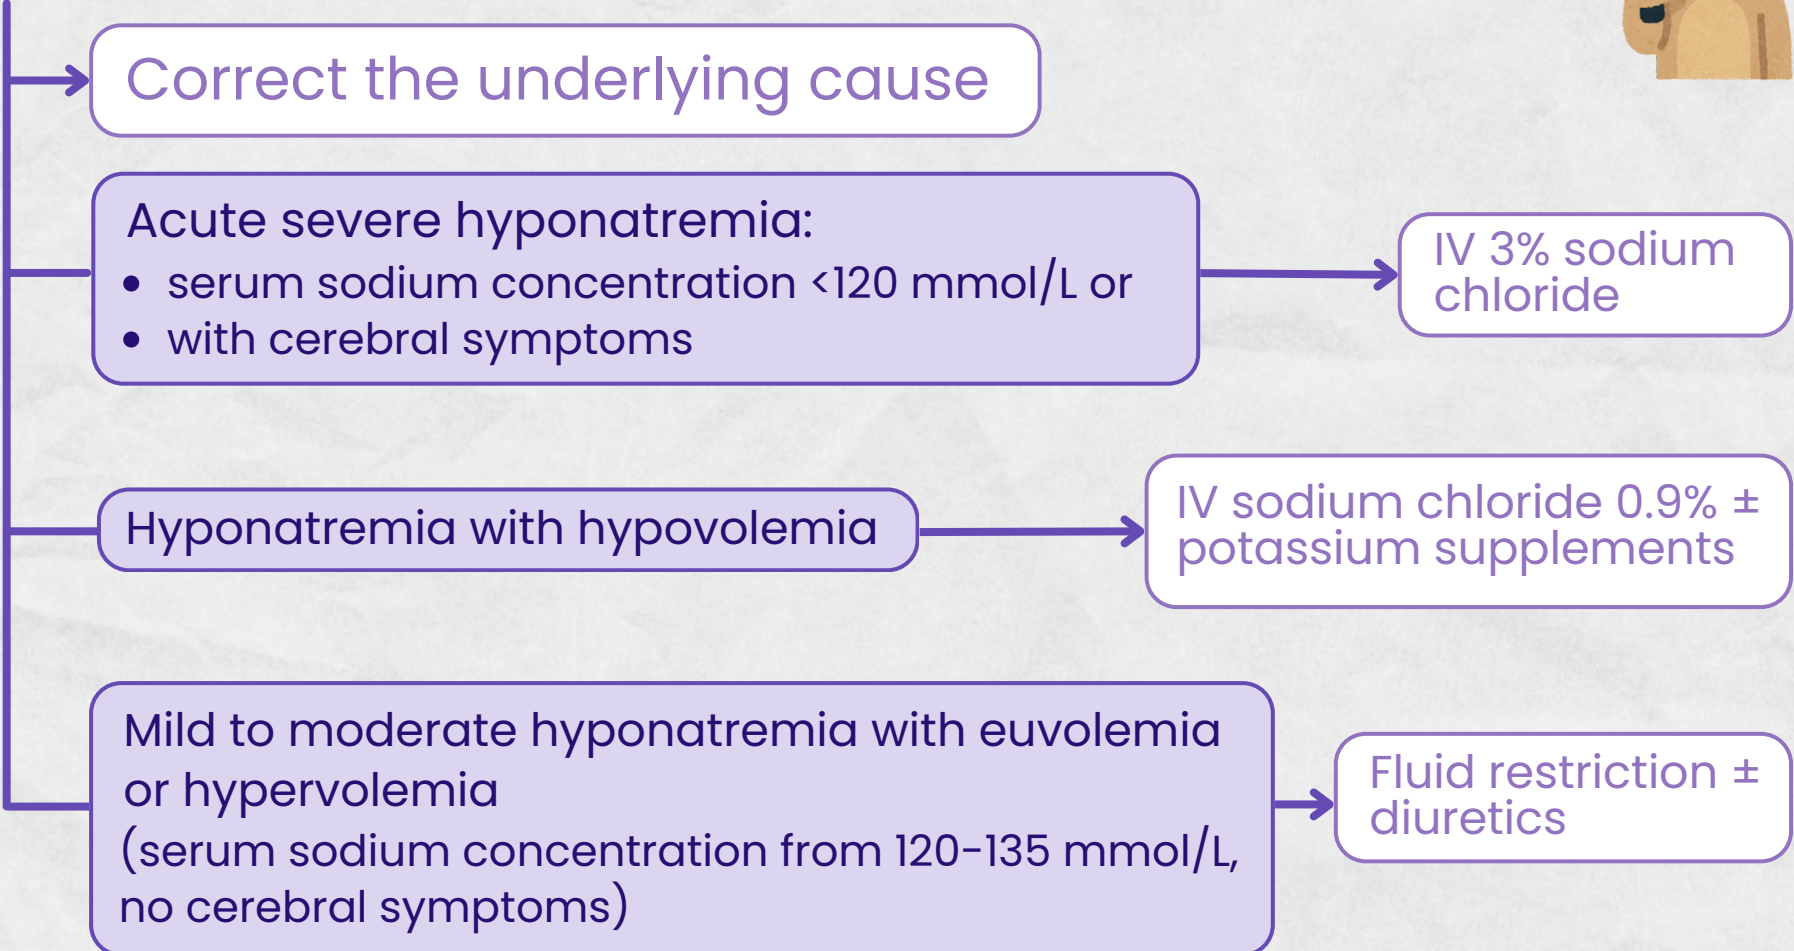 Correct the underlying cause
Acute severe hyponatremia:
• serum sodium concentration <120 mmol/L or
• with cerebral symptoms
IV 3% sodium
chloride
Hyponatremia with hypovolemia
IV sodium chloride 0.9% ±
potassium supplements
Mild to moderate hyponatremia with euvolemia
or hypervolemia
(serum sodium concentration from 120-135 mmol/L,
no cerebral symptoms)
Fluid restriction ±
diuretics